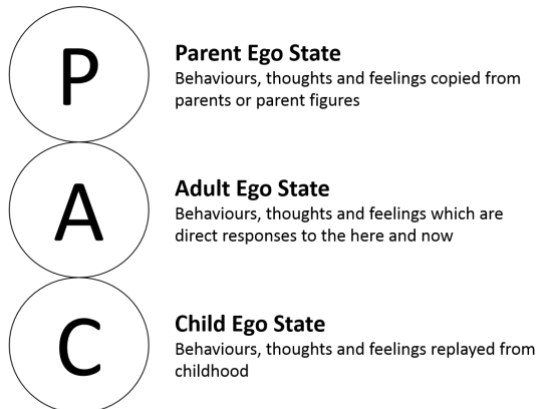 P
Parent Ego State
Behaviours, thoughts and feelings copied from
parents or parent figures
A
Adult Ego State
Behaviours, thoughts and feelings which are
direct responses to the here and now
C
Child Ego State
Behaviours, thoughts and feelings replayed from
childhood